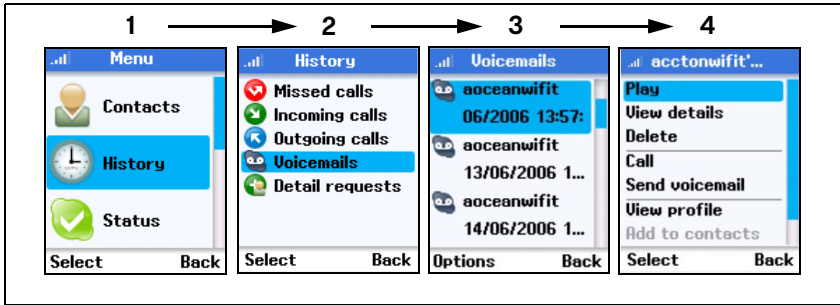 1 2 3 4
Menu
Contacts
History
Status
Select Back
History
Missed calls
Incoming calls
Outgoing calls
Voicemails
Detail requests
Select Back
Voicemails
aoceanwifit
06/2006 13:57:
aoceanwifit
13/06/2006 1...
aoceanwifit
14/06/2006 1...
Options Back
acctonwifit'...
Play
View details
Delete
Call
Send voicemail
View profile
Add to contacts
Select Back